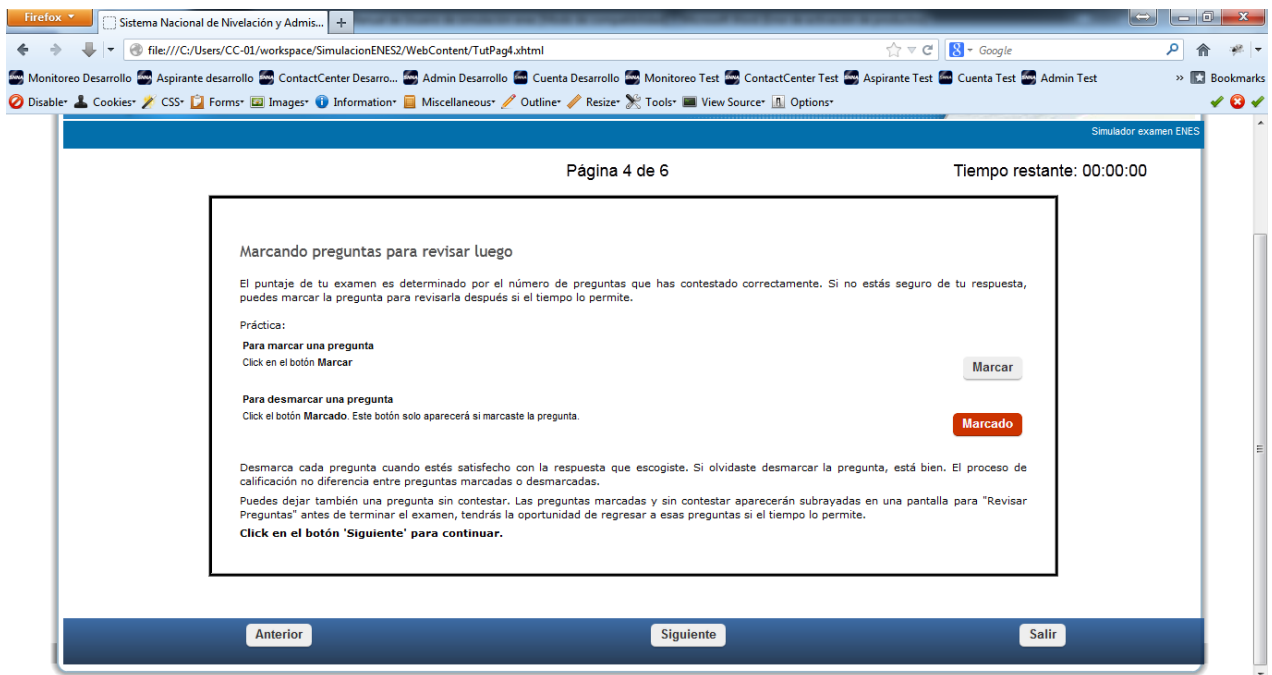 Firefox
Sistema Nacional de Nivelación y Admis...
file:///C:/Users/CC-01/workspace/SimulacionENES2/WebContent/TutPag4.xhtml
Google
Monitoreo Desarrollo Aspirante desarrollo ContactCenter Desarro... Admin Desarrollo Cuenta Desarrollo Monitoreo Test ContactCenter Test Aspirante Test Cuenta Test Admin Test » Bookmarks
Disable Cookies CSS Forms Images Information Miscellaneous Outline Resize Tools View Source Options
Simulador examen ENES
Página 4 de 6 Tiempo restante: 00:00:00
Marcando preguntas para revisar luego
El puntaje de tu examen es determinado por el número de preguntas que has contestado correctamente. Si no estás seguro de tu respuesta,
puedes marcar la pregunta para revisarla después si el tiempo lo permite.
Práctica:
Para marcar una pregunta
Click en el botón Marcar
Marcar
Para desmarcar una pregunta
Click el botón Marcado. Este botón solo aparecerá si marcaste la pregunta.
Marcado
Desmarca cada pregunta cuando estés satisfecho con la respuesta que escogiste. Si olvidaste desmarcar la pregunta, está bien. El proceso de
calificación no diferencia entre preguntas marcadas o desmarcadas.
Puedes dejar también una pregunta sin contestar. Las preguntas marcadas y sin contestar aparecerán subrayadas en una pantalla para "Revisar
Preguntas" antes de terminar el examen, tendrás la oportunidad de regresar a esas preguntas si el tiempo lo permite.
Click en el botón 'Siguiente' para continuar.
Anterior Siguiente Salir